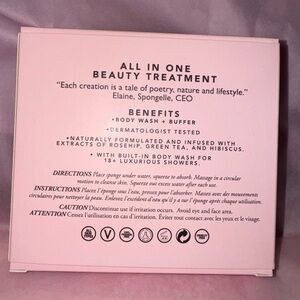 ALL IN ONE
BEAUTY TREATMENT
"Each creation is a tale of poetry, nature and lifestyle."
Elaine, Spongelle, CEO
BENEFITS
•BODY WASH + BUFFER
•DERMATOLOGIST TESTED
•NATURALLY FORMULATED AND INFUSED WITH
EXTRACTS OF ROSEHIP, GREEN TEA, AND HIBISCUS.
• WITH BUILT-IN BODY WASH FOR
18+ LUXURIOUS SHOWERS.
DIRECTIONS Place sponge under water, squeeze to absorb. Massage in a circular
motion to cleanse skin. Squeeze out excess water after each use.
INSTRUCTIONS Placez l'éponge sous l'eau, presser pour l'absorber. Massez avec des mouvements
circulaires pour nettoyer la peau. Enlevez l'excédent d'eau qu'il y a sur l'éponge après chaque utilisation.
CAUTION Discontinue use if irritation occurs. Avoid eye and face area.
ATTENTION Cessez l'utilisation en cas d'irritation. Éviter tout contact avec les yeux et le visage.